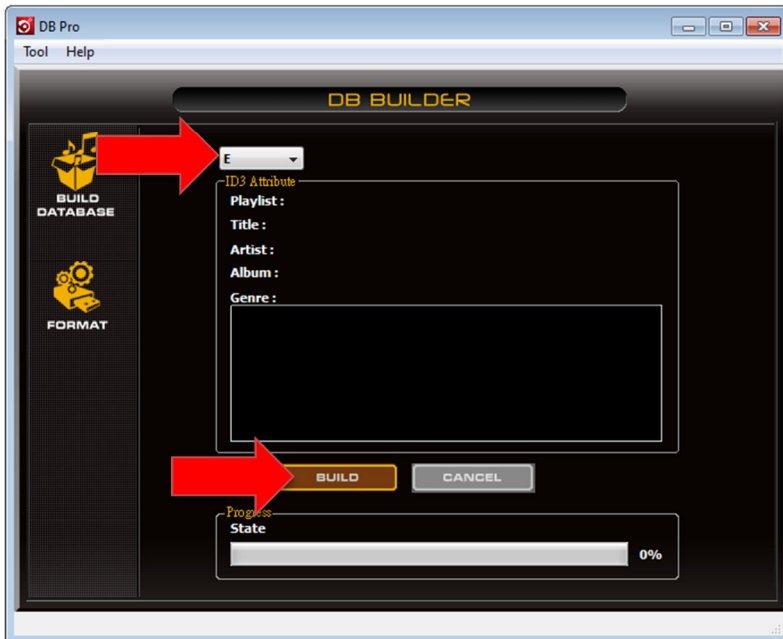 DB Pro
Tool Help
DB BUILDER
BUILD
DATABASE
FORMAT
E
ID3 Attribute
Playlist :
Title :
Artist :
Album :
Genre :
BUILD CANCEL
Progress
State
0%